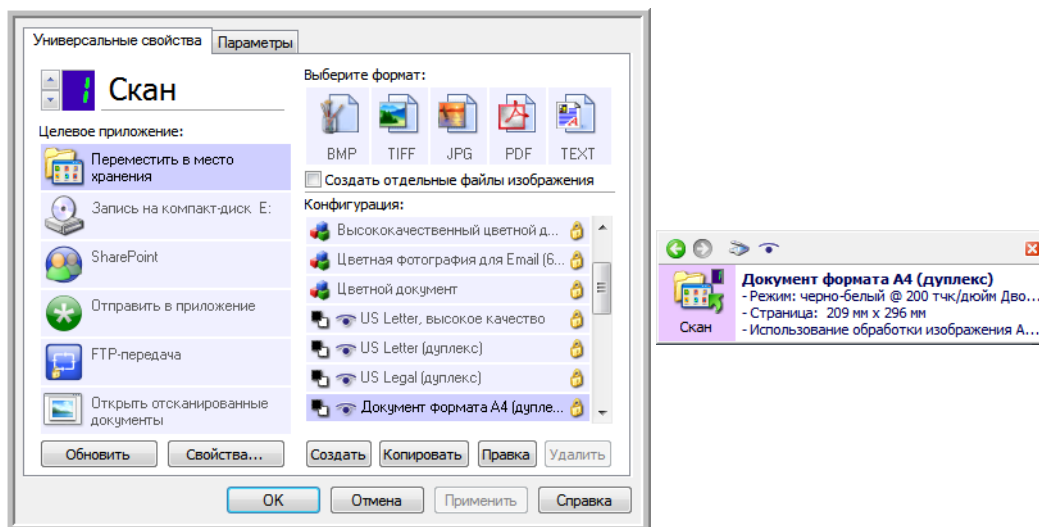 Универсальные свойства
Параметры
Скан
Целевое приложение:
Переместить в место
хранения
Запись на компакт-диск E:
SharePoint
Отправить в приложение
FTP-передача
Открыть отсканированные
документы
Обновить
Свойства...
Выберите формат:
BMP TIFF JPG PDF TEXT
Создать отдельные файлы изображения
Конфигурация:
Высококачественный цветной д...
Цветная фотография для Email (6...
Цветной документ
US Letter, высокое качество
US Letter (дуплекс)
US Legal (дуплекс)
Документ формата A4 (дупле...
Создать
Копировать
Правка
Удалить
OK
Отмена
Применить
Справка
Скан
Документ формата A4 (дуплекс)
- Режим: черно-белый @ 200 тчк/дюйм Дво...
- Страница: 209 мм x 296 мм
- Использование обработки изображения A...